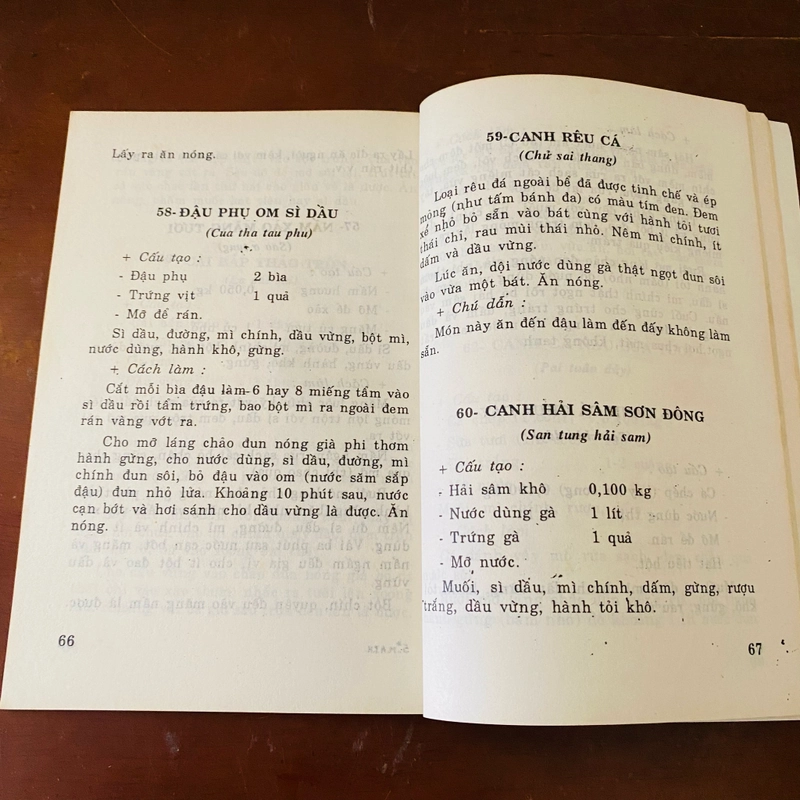 Lấy ra ăn nóng.
58- ĐẬU PHỤ OM SÌ DẦU
(Cua tha tau phu)
+ Cấu tạo :
- Đậu phụ 2 bìa
- Trứng vịt 1 quả
- Mỡ để rán.
Sì dầu, đường, mì chính, dầu vừng, bột mì,
nước dùng, hành khô, gừng.
+ Cách làm :
Cắt mỗi bìa đậu làm 6 hay 8 miếng tẩm vào
sì dầu rồi tẩm trứng, bao bột mì ra ngoài đem
rán vàng vớt ra.
Cho mỡ láng chảo đun nóng già phi thơm
hành gừng, cho nước dùng, sì dầu, đường, mì
chính đun sôi, bỏ đậu vào om (nước săm sắp
đậu) đun nhỏ lửa. Khoảng 10 phút sau, nước
cạn bớt và hơi sánh cho dầu vừng là được. Ăn
nóng.
66
59-CANH RÊU CÁ
(Chứ sai thang)
Loại rêu đá ngoài bể đã được tinh chế và ép
mỏng (như tấm bánh đa) có màu tím đen. Đem
xé nhỏ bỏ sẵn vào bát cùng với hành tỏi tươi
thái chỉ, rau mùi thái nhỏ. Nêm mì chính, ít
dấm và dầu vừng.
Lúc ăn, dội nước dùng gà thật ngọt đun sôi
vào vừa một bát. Ăn nóng.
+ Chú dẫn :
Món này ăn đến đậu làm đến đấy không làm
sẵn.
60- CANH HẢI SÂM SƠN ĐÔNG
(San tung hải sam)
+ Cấu tạo :
- Hải sâm khô 0,100 kg
- Nước dùng gà 1 lít
- Trứng gà 1 quả
- Mỡ nước.
Muối, sì dầu, mì chính, dấm, gừng, rượu
trắng, dầu vừng, hành tỏi khô.
67